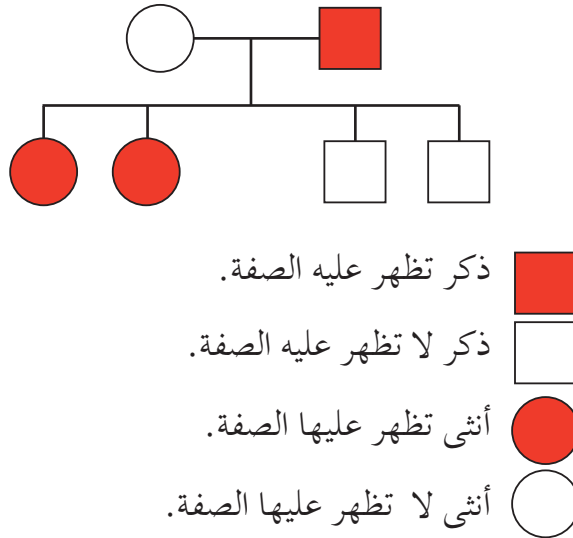 ذكر تظهر عليه الصفة.
ذكر لا تظهر عليه الصفة.
أنثى تظهر عليها الصفة.
أنثى لا تظهر عليها الصفة.